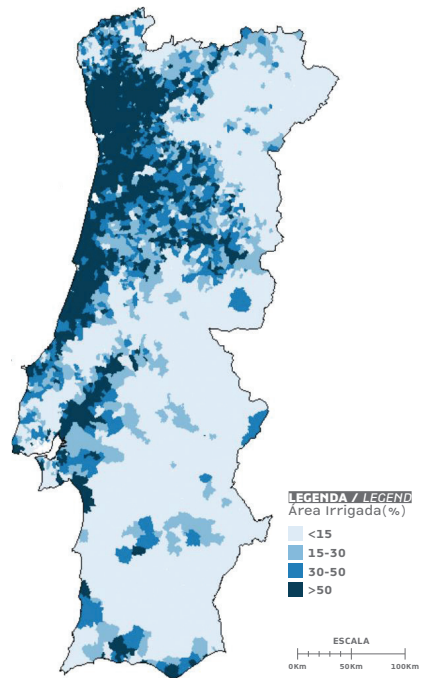 LEGENDA / LEGEND
Área Irrigada(%)
<15
15-30
30-50
>50
ESCALA
0Km 50Km 100Km